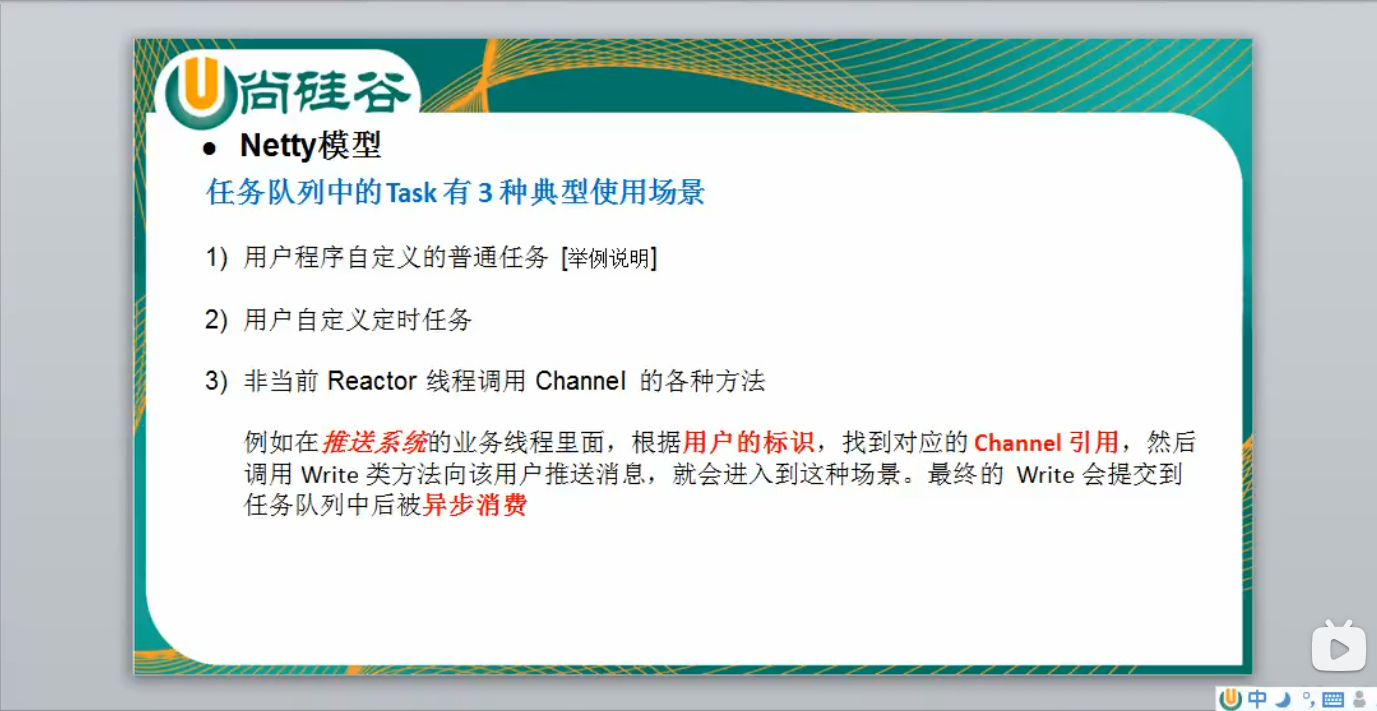 尚硅谷
● Netty模型
任务队列中的Task 有 3 种典型使用场景
1) 用户程序自定义的普通任务 [举例说明]
2) 用户自定义定时任务
3) 非当前 Reactor 线程调用 Channel 的各种方法
例如在推送系统的业务线程里面，根据用户的标识，找到对应的 Channel 引用，然后
调用 Write 类方法向该用户推送消息，就会进入到这种场景。最终的 Write 会提交到
任务队列中后被异步消费
中